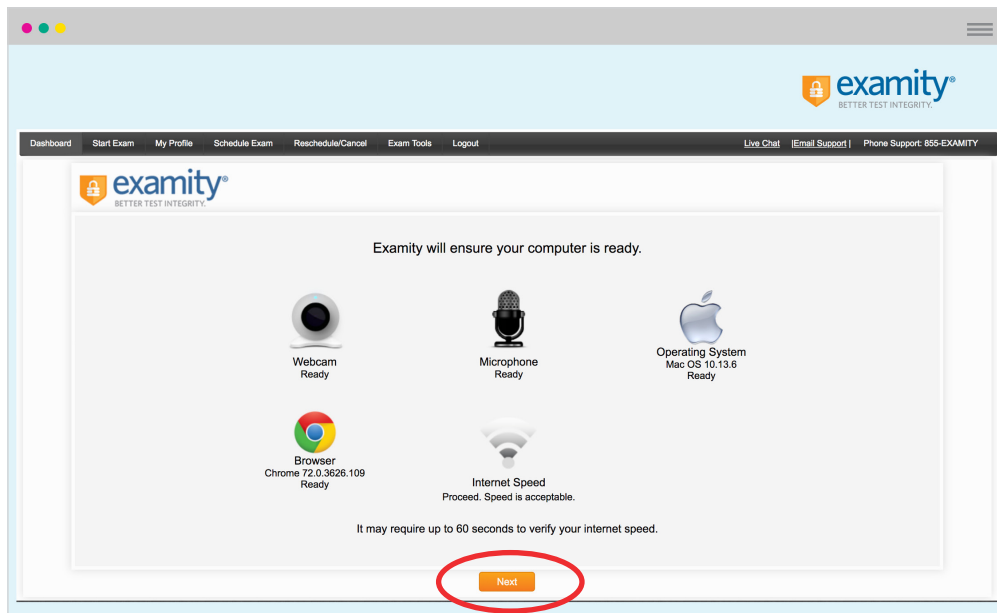 examity®
BETTER TEST INTEGRITY.
Dashboard Start Exam My Profile Schedule Exam Reschedule/Cancel Exam Tools Logout Live Chat |Email Support | Phone Support: 855-EXAMITY
examity®
BETTER TEST INTEGRITY.
Examity will ensure your computer is ready.
Webcam
Ready
Microphone
Ready
Operating System
Mac OS 10.13.6
Ready
Browser
Chrome 72.0.3626.109
Ready
Internet Speed
Proceed. Speed is acceptable.
It may require up to 60 seconds to verify your internet speed.
Next